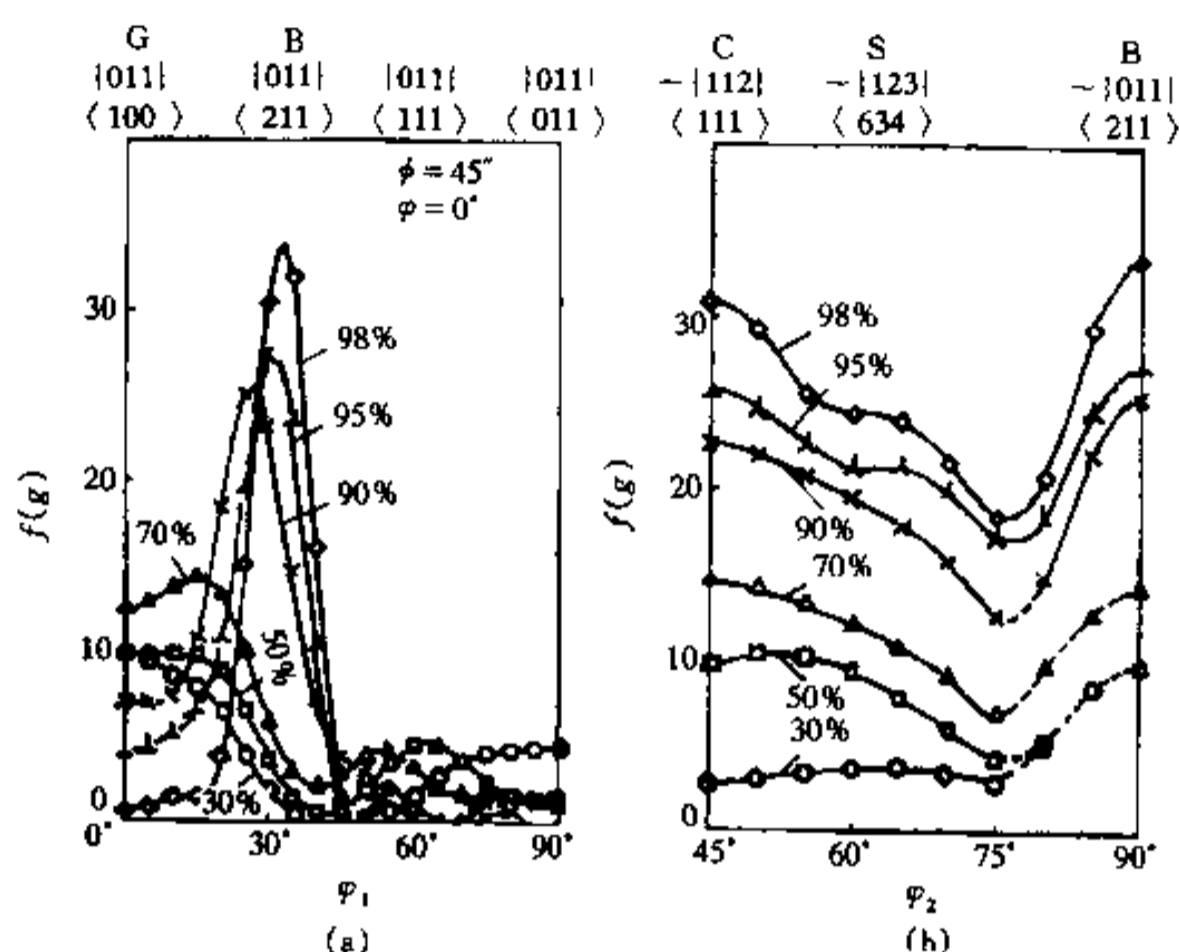 G B
{011} {011} {011} {011}
⟨100⟩ ⟨211⟩ ⟨111⟩ ⟨011⟩
ϕ = 45°
φ = 0°
30
20
10
0
f(g)
98%
95%
90%
70%
50%
30%
0° 30° 60° 90°
φ₁
(a)
C S B
~{112} ~{123} ~{011}
⟨111⟩ ⟨634⟩ ⟨211⟩
30
20
10
0
f(g)
98%
95%
90%
70%
50%
30%
45° 60° 75° 90°
φ₂
(b)